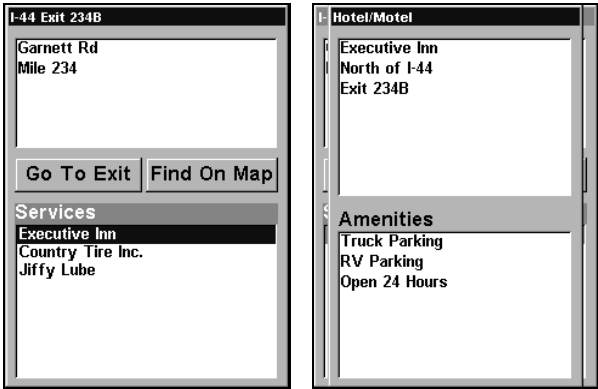 I-44 Exit 234B
Garnett Rd
Mile 234
Go To Exit
Find On Map
Services
Executive Inn
Country Tire Inc.
Jiffy Lube
Hotel/Motel
Executive Inn
North of I-44
Exit 234B
Amenities
Truck Parking
RV Parking
Open 24 Hours